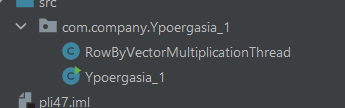 src
com.company.Ypoergasia_1
RowByVectorMultiplicationThread
Ypoergasia_1
pli47.iml